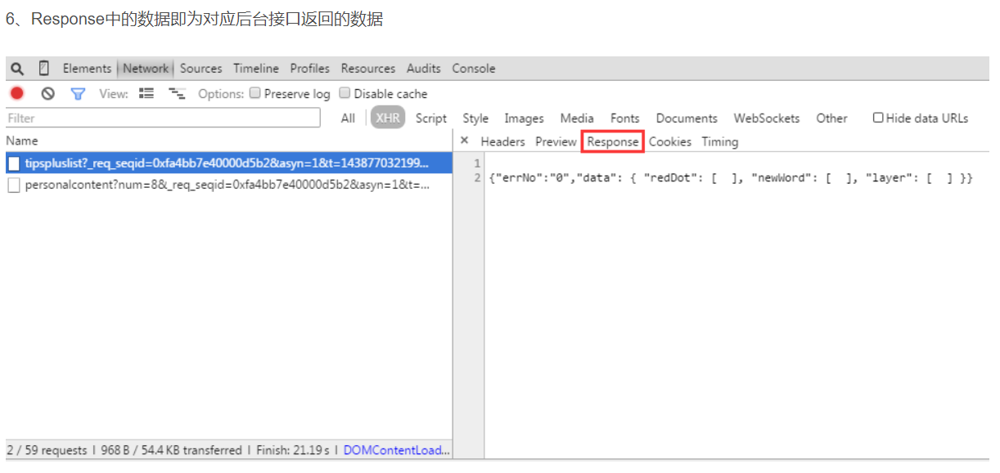 6、Response中的数据即为对应后台接口返回的数据
Elements Network Sources Timeline Profiles Resources Audits Console
View: Options: Preserve log Disable cache
Filter All XHR Script Style Images Media Fonts Documents WebSockets Other Hide data URLs
Name × Headers Preview Response Cookies Timing
tipspluslist?_req_seqid=0xfa4bb7e40000d5b2&asyn=1&t=143877032199...
personalcontent?num=8&_req_seqid=0xfa4bb7e40000d5b2&asyn=1&t=...
1
2 {"errNo":"0","data": { "redDot": [  ], "newWord": [  ], "layer": [  ] }}
2 / 59 requests | 968 B / 54.4 KB transferred | Finish: 21.19 s | DOMContentLoad...